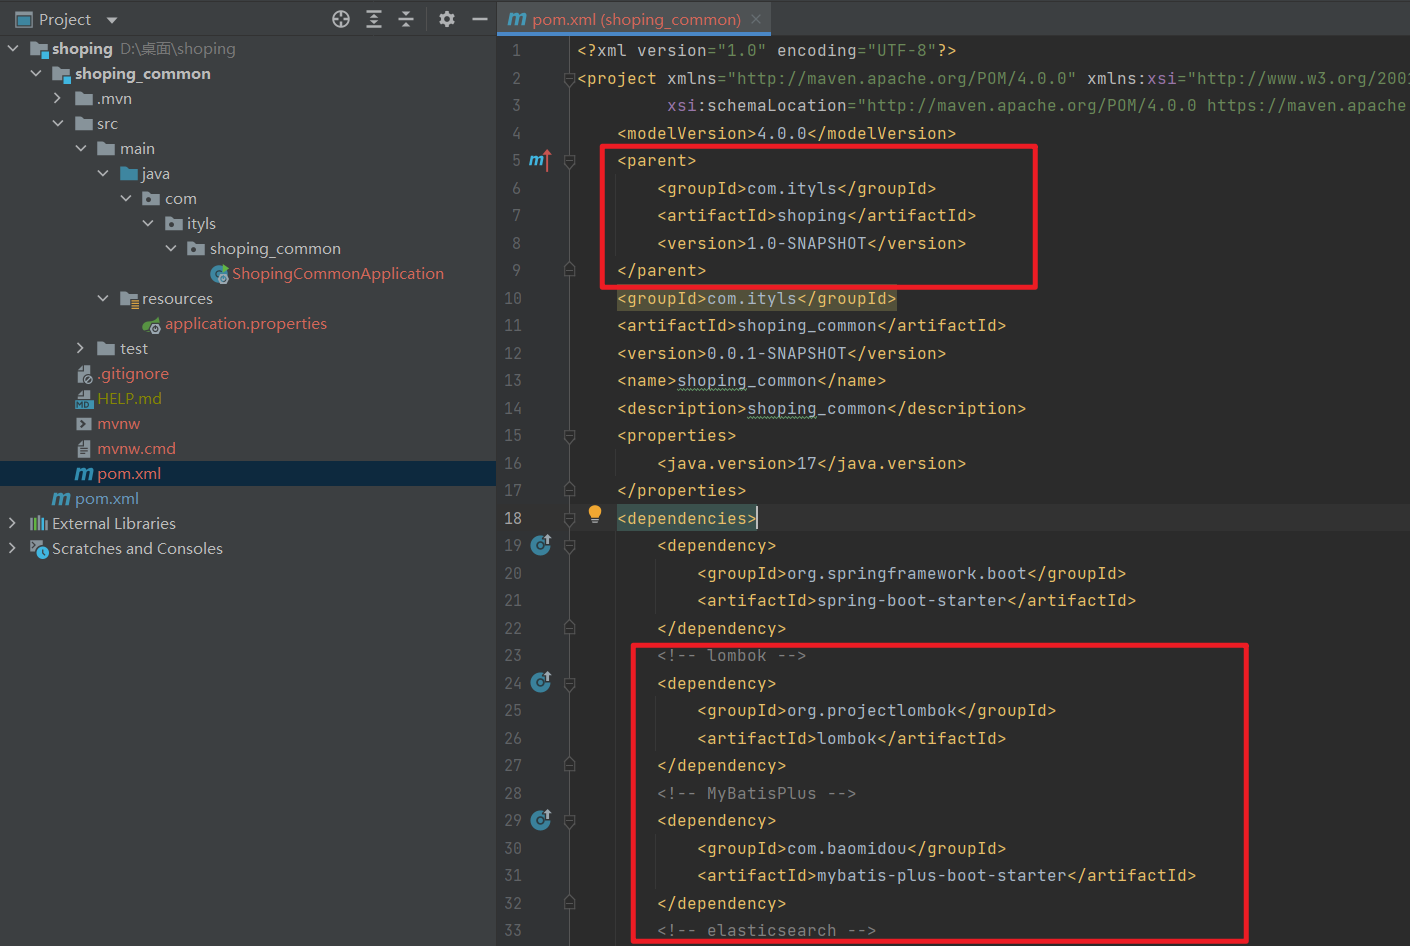 Project
shoping D:\桌面\shoping
shoping_common
.mvn
src
main
java
com
ityls
shoping_common
ShopingCommonApplication
resources
application.properties
test
.gitignore
HELP.md
mvnw
mvnw.cmd
pom.xml
pom.xml
External Libraries
Scratches and Consoles
pom.xml (shoping_common)
1 <?xml version="1.0" encoding="UTF-8"?>
2 <project xmlns="http://maven.apache.org/POM/4.0.0" xmlns:xsi="http://www.w3.org/2001
3 xsi:schemaLocation="http://maven.apache.org/POM/4.0.0 https://maven.apache
4 <modelVersion>4.0.0</modelVersion>
5 <parent>
6 <groupId>com.ityls</groupId>
7 <artifactId>shoping</artifactId>
8 <version>1.0-SNAPSHOT</version>
9 </parent>
10 <groupId>com.ityls</groupId>
11 <artifactId>shoping_common</artifactId>
12 <version>0.0.1-SNAPSHOT</version>
13 <name>shoping_common</name>
14 <description>shoping_common</description>
15 <properties>
16 <java.version>17</java.version>
17 </properties>
18 <dependencies>
19 <dependency>
20 <groupId>org.springframework.boot</groupId>
21 <artifactId>spring-boot-starter</artifactId>
22 </dependency>
23 <!-- lombok -->
24 <dependency>
25 <groupId>org.projectlombok</groupId>
26 <artifactId>lombok</artifactId>
27 </dependency>
28 <!-- MyBatisPlus -->
29 <dependency>
30 <groupId>com.baomidou</groupId>
31 <artifactId>mybatis-plus-boot-starter</artifactId>
32 </dependency>
33 <!-- elasticsearch -->